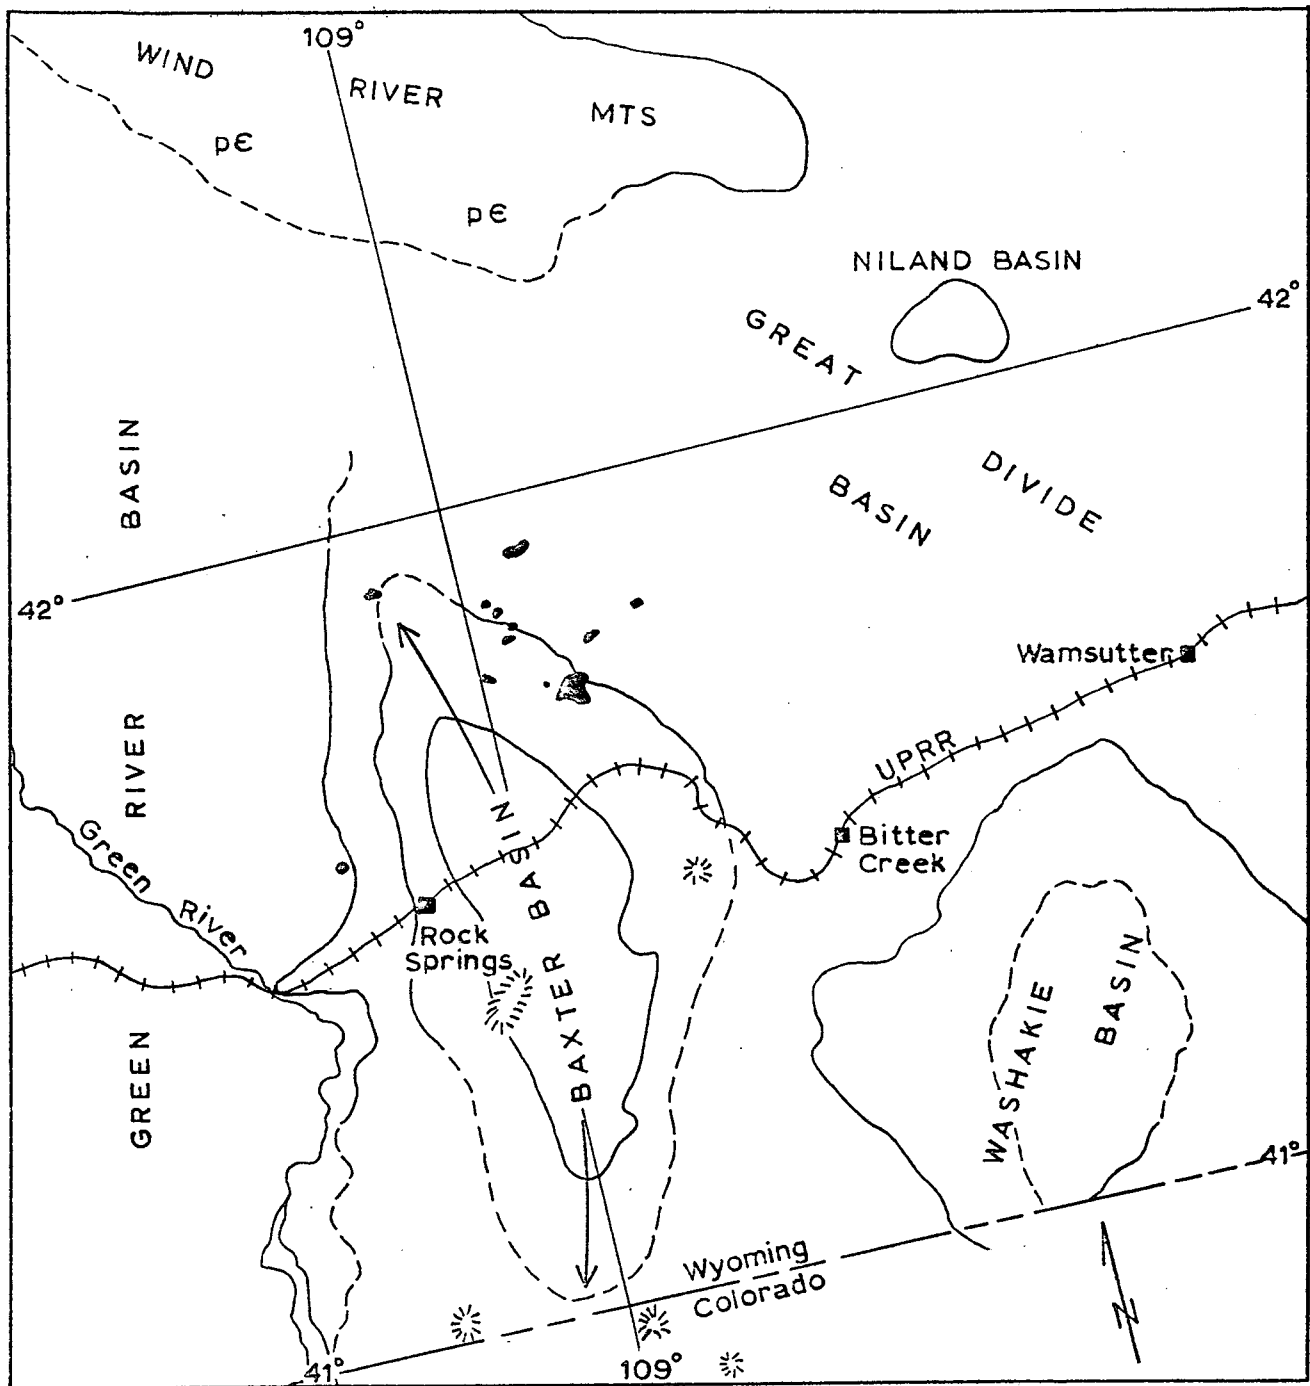 109°
WIND RIVER MTS
pЄ
pЄ
NILAND BASIN
42°
GREAT
DIVIDE
BASIN
GREEN RIVER BASIN
42°
Wamsutter
UPRR
Bitter
Creek
Green River
Rock
Springs
BAXTER BASIN
WASHAKIE BASIN
41°
Wyoming
Colorado
N
41°
109°